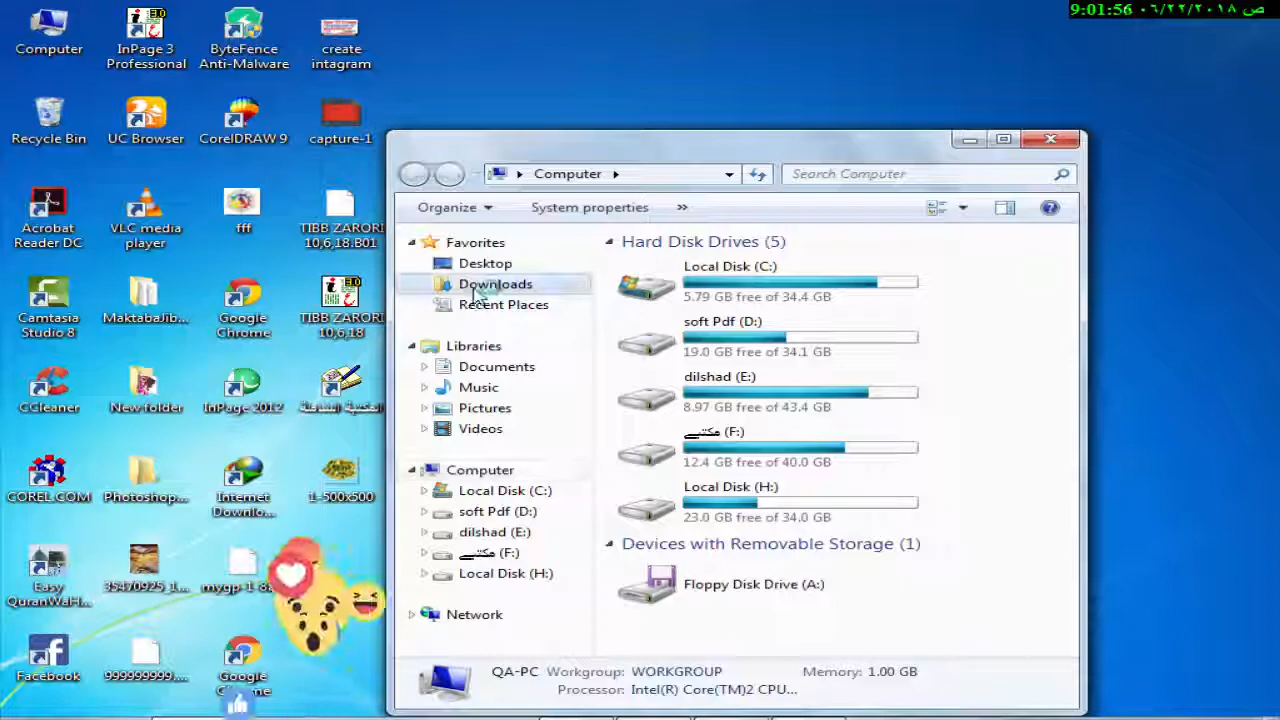 ص ٠٦/٢٢/٢٠١٨ 9:01:56
Computer
InPage 3
Professional
ByteFence
Anti-Malware
create
intagram
Recycle Bin
UC Browser
CorelDRAW 9
capture-1
Acrobat
Reader DC
VLC media
player
fff
TIBB ZARORI
10,6,18.B01
Camtasia
Studio 8
MaktabaJib...
Google
Chrome
TIBB ZARORI
10,6,18
CCleaner
New folder
InPage 2012
المكتبة الشاملة
COREL.COM
Photoshop...
Internet
Downlo...
1-500x500
Easy
QuranWaH...
35470925_1...
Facebook
999999999....
Google
Chrome
Computer
Search Computer
Organize
System properties
»
Favorites
Desktop
Downloads
Recent Places
Libraries
Documents
Music
Pictures
Videos
Computer
Local Disk (C:)
soft Pdf (D:)
dilshad (E:)
مکتبے (F:)
Local Disk (H:)
Network
Hard Disk Drives (5)
Local Disk (C:)
5.79 GB free of 34.4 GB
soft Pdf (D:)
19.0 GB free of 34.1 GB
dilshad (E:)
8.97 GB free of 43.4 GB
مکتبے (F:)
12.4 GB free of 40.0 GB
Local Disk (H:)
23.0 GB free of 34.0 GB
Devices with Removable Storage (1)
Floppy Disk Drive (A:)
QA-PC Workgroup: WORKGROUP Memory: 1.00 GB
Processor: Intel(R) Core(TM)2 CPU...